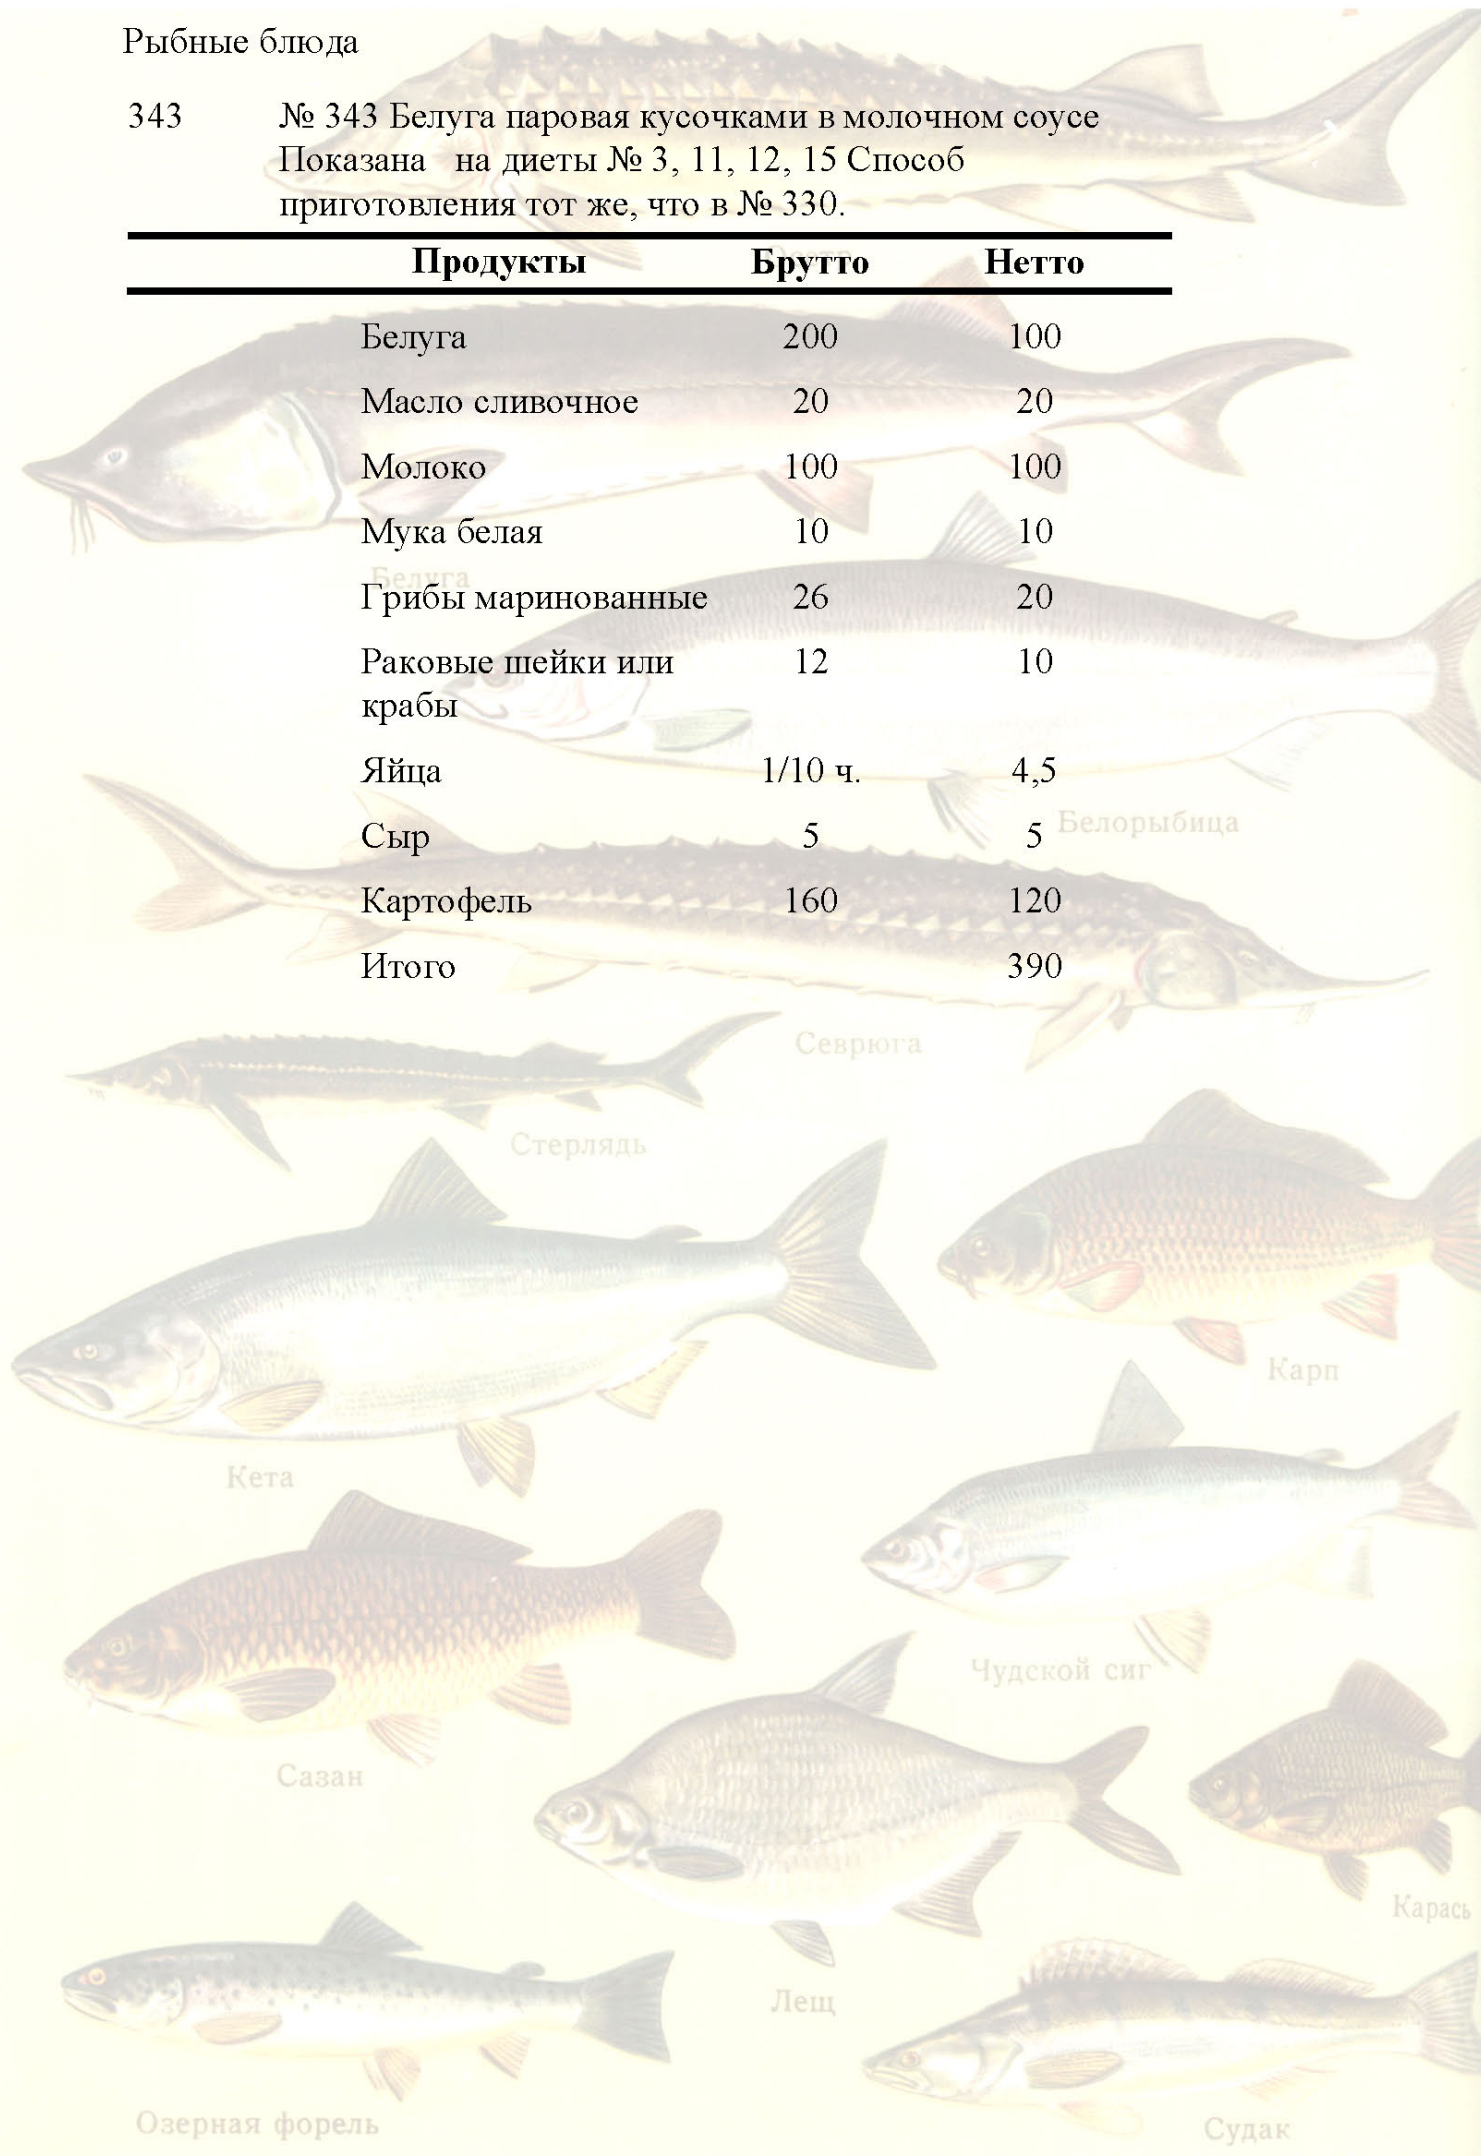 Рыбные блюда
343 № 343 Белуга паровая кусочками в молочном соусе
Показана на диеты № 3, 11, 12, 15 Способ
приготовления тот же, что в № 330.
Продукты Брутто Нетто
Белуга 200 100
Масло сливочное 20 20
Молоко 100 100
Мука белая 10 10
Белуга
Грибы маринованные 26 20
Раковые шейки или 12 10
крабы
Яйца 1/10 ч. 4,5
Белорыбица
Сыр 5 5
Картофель 160 120
Итого 390
Севрюга
Стерлядь
Карп
Кета
Чудской сиг
Сазан
Карась
Лещ
Озерная форель
Судак